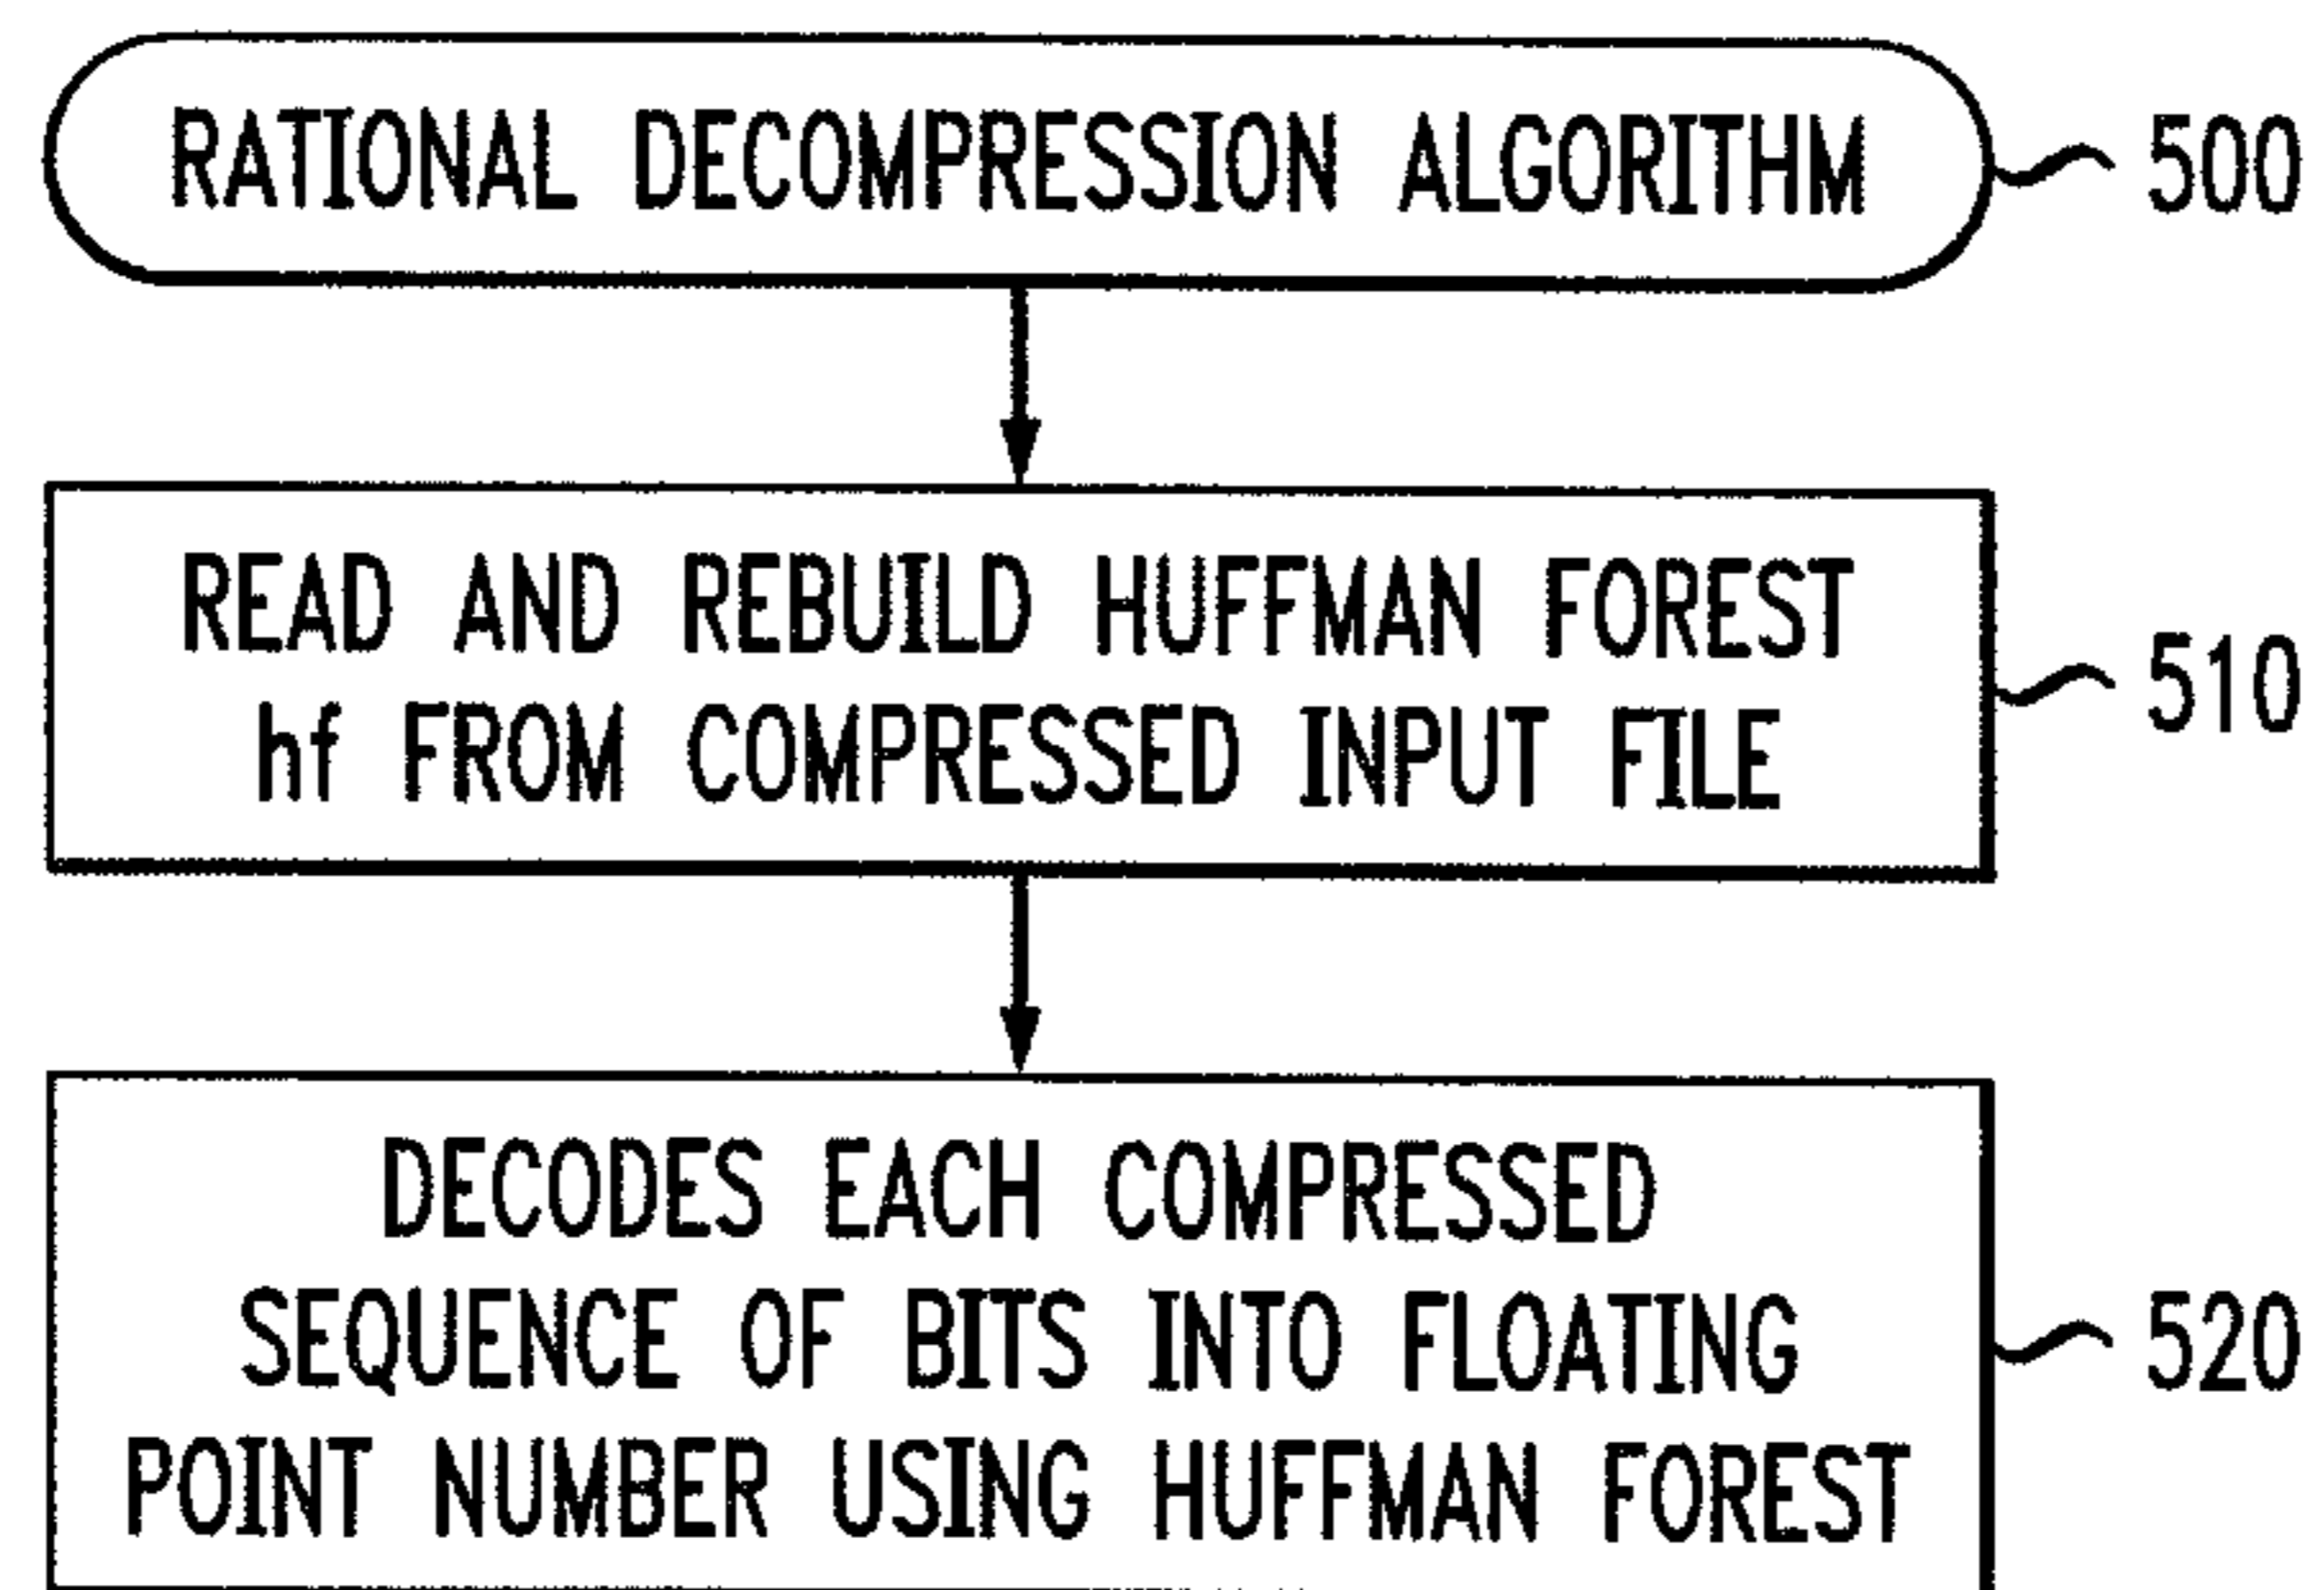 RATIONAL DECOMPRESSION ALGORITHM 500
READ AND REBUILD HUFFMAN FOREST
hf FROM COMPRESSED INPUT FILE
510
DECODES EACH COMPRESSED
SEQUENCE OF BITS INTO FLOATING
520
POINT NUMBER USING HUFFMAN FOREST